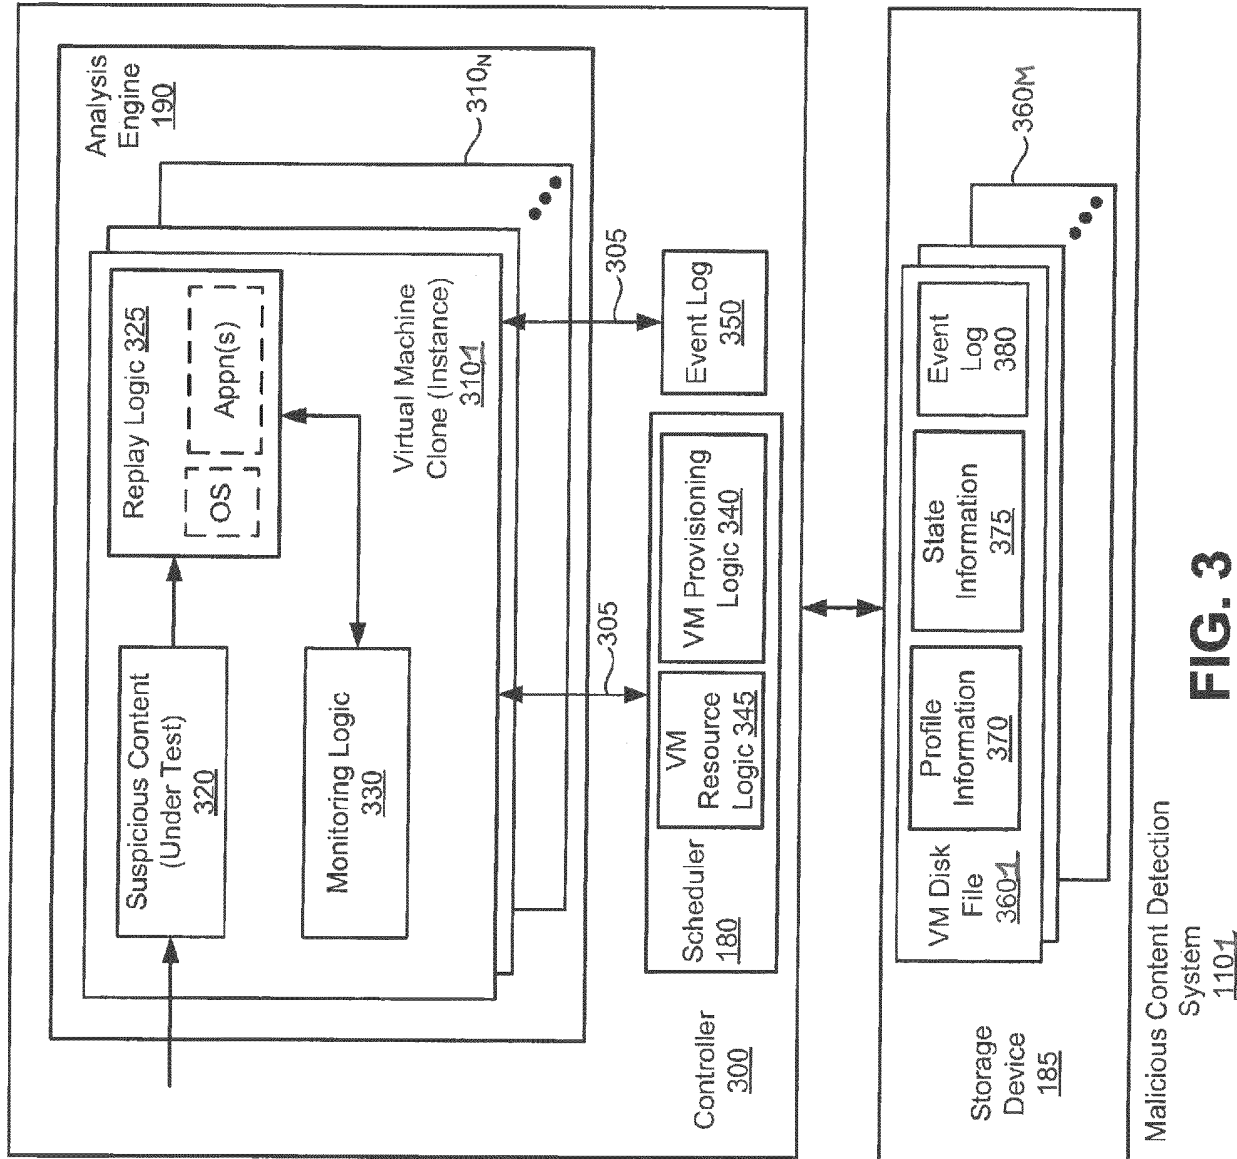 Analysis
Engine
190
310N
Suspicious Content
(Under Test)
320
Replay Logic 325
OS
Appn(s)
Monitoring Logic
330
Virtual Machine
Clone (Instance)
3101
305
305
Controller
300
Scheduler
180
VM
Resource
Logic 345
VM Provisioning
Logic 340
Event Log
350
360M
Storage
Device
185
VM Disk
File
3601
Profile
Information
370
State
Information
375
Event
Log
380
Malicious Content Detection
System
1101
FIG. 3